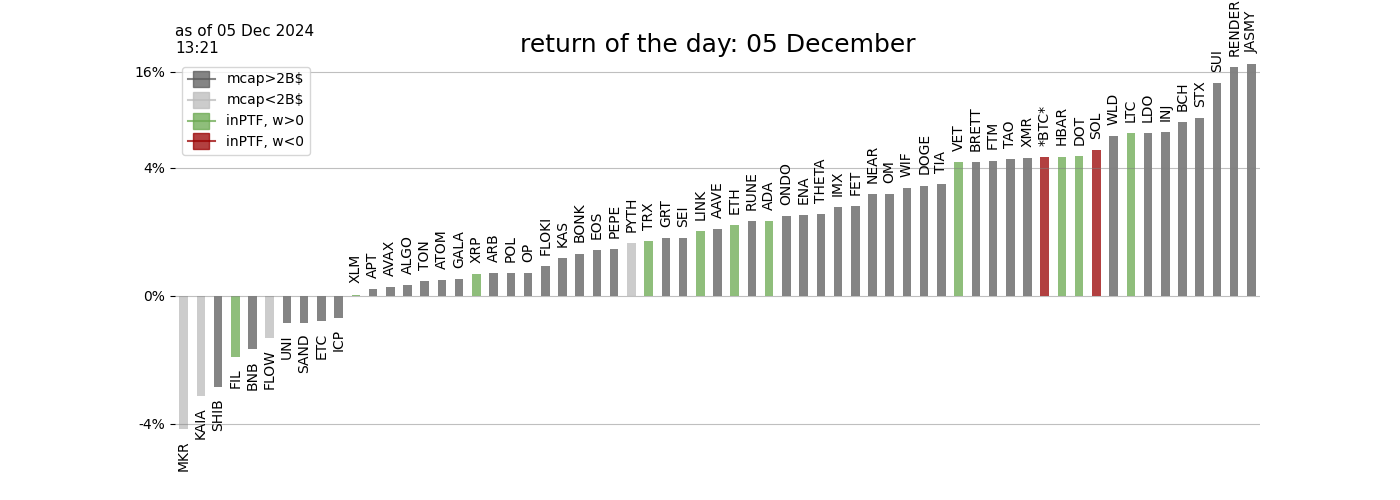 as of 05 Dec 2024
13:21
return of the day: 05 December
16%
4%
0%
-4%
mcap>2B$
mcap<2B$
inPTF, w>0
inPTF, w<0
MKR
KAIA
SHIB
FIL
BNB
FLOW
UNI
SAND
ETC
ICP
XLM
APT
AVAX
ALGO
TON
ATOM
GALA
XRP
ARB
POL
OP
FLOKI
KAS
BONK
EOS
PEPE
PYTH
TRX
GRT
SEI
LINK
AAVE
ETH
RUNE
ADA
ONDO
ENA
THETA
IMX
FET
NEAR
OM
WIF
DOGE
TIA
VET
BRETT
FTM
TAO
XMR
*BTC*
HBAR
DOT
SOL
WLD
LTC
LDO
INJ
BCH
STX
SUI
RENDER
JASMY